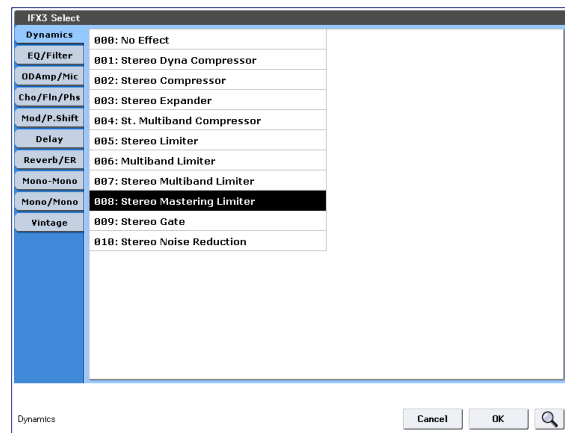 IFX3 Select
Dynamics
EQ/Filter
ODAmp/Mic
Cho/Fln/Phs
Mod/P.Shift
Delay
Reverb/ER
Mono-Mono
Mono/Mono
Vintage
000: No Effect
001: Stereo Dyna Compressor
002: Stereo Compressor
003: Stereo Expander
004: St. Multiband Compressor
005: Stereo Limiter
006: Multiband Limiter
007: Stereo Multiband Limiter
008: Stereo Mastering Limiter
009: Stereo Gate
010: Stereo Noise Reduction
Dynamics
Cancel
OK